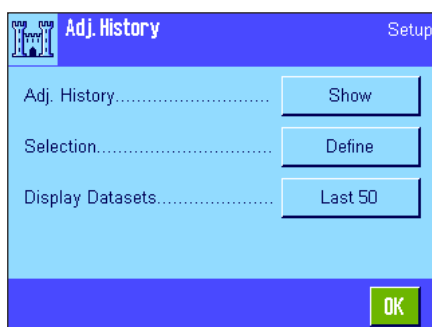 Adj. History Setup
Adj. History............................ Show
Selection................................ Define
Display Datasets..................... Last 50
OK